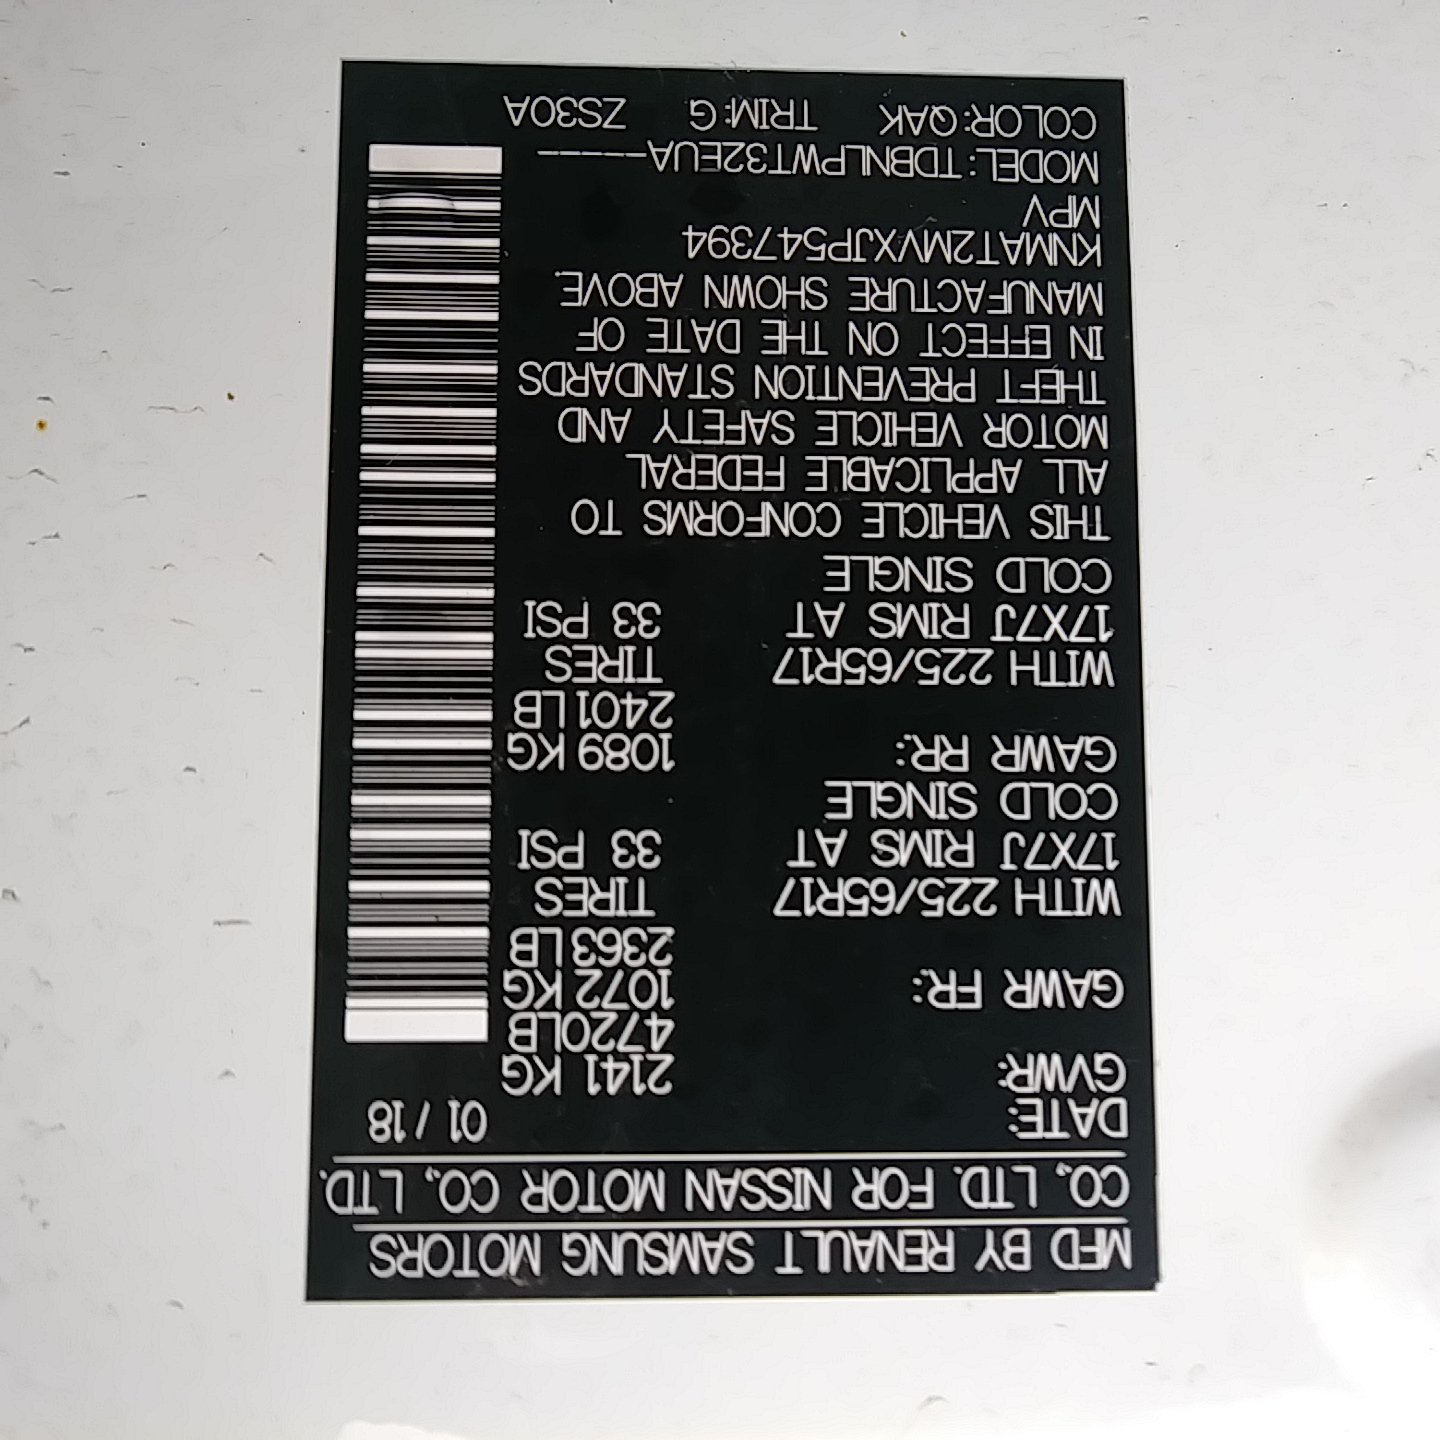 MFD BY RENAULT SAMSUNG MOTORS
CO., LTD. FOR NISSAN MOTOR CO., LTD.
DATE: 01 / 18
GVWR: 2141 KG
4720LB
GAWR FR.: 1072 KG
2363 LB
WITH 225/65R17 TIRES
17X7J RIMS AT 33 PSI
COLD SINGLE
GAWR RR.: 1089 KG
2401 LB
WITH 225/65R17 TIRES
17X7J RIMS AT 33 PSI
COLD SINGLE
THIS VEHICLE CONFORMS TO
ALL APPLICABLE FEDERAL
MOTOR VEHICLE SAFETY AND
THEFT PREVENTION STANDARDS
IN EFFECT ON THE DATE OF
MANUFACTURE SHOWN ABOVE.
KNMAT2MVXJP547394
MPV
MODEL: TDBNLPWT32EUA-----
COLOR:QAK TRIM:G ZS30A